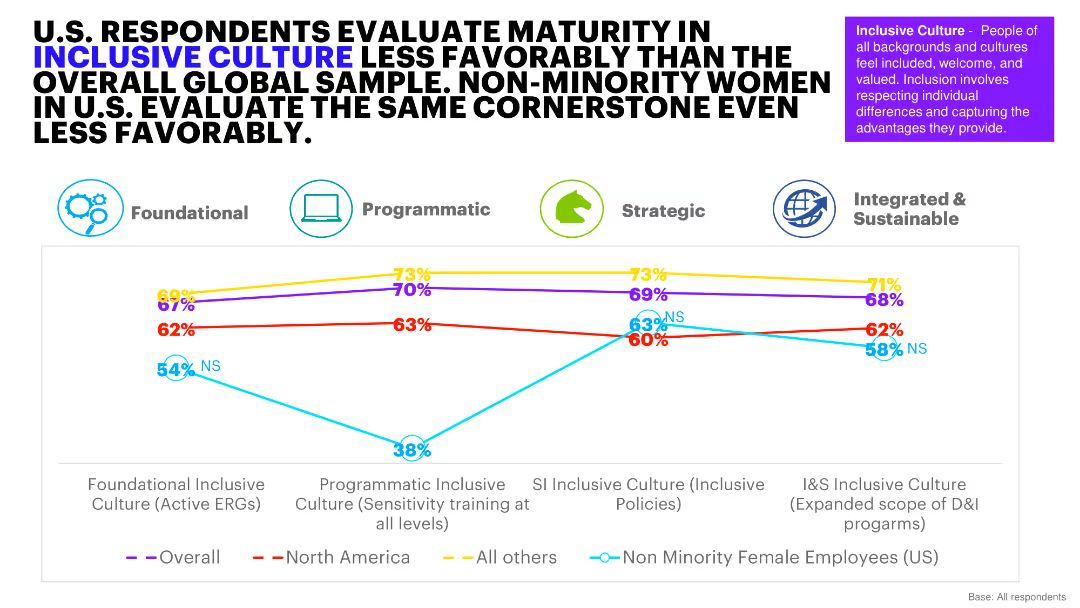 U.S. RESPONDENTS EVALUATE MATURITY IN
INCLUSIVE CULTURE LESS FAVORABLY THAN THE
OVERALL GLOBAL SAMPLE. NON-MINORITY WOMEN
IN U.S. EVALUATE THE SAME CORNERSTONE EVEN
LESS FAVORABLY.
Inclusive Culture - People of
all backgrounds and cultures
feel included, welcome, and
valued. Inclusion involves
respecting individual
differences and capturing the
advantages they provide.
Foundational
Programmatic
Strategic
Integrated &
Sustainable
69%
73%
73%
71%
67%
70%
69%
68%
62%
63%
60%
62%
54% NS
38%
63% NS
58% NS
Foundational Inclusive
Culture (Active ERGs)
Programmatic Inclusive
Culture (Sensitivity training at
all levels)
SI Inclusive Culture (Inclusive
Policies)
I&S Inclusive Culture
(Expanded scope of D&I
progarms)
Overall
North America
All others
Non Minority Female Employees (US)
Base: All respondents